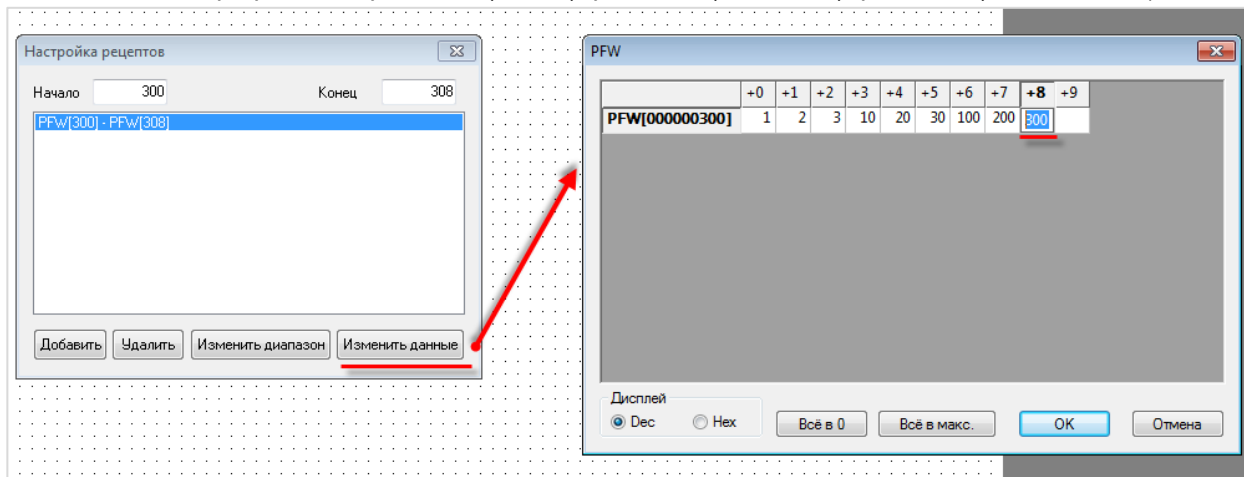 Настройка рецептов
Начало 300 Конец 308
PFW[300] - PFW[308]
Добавить Удалить Изменить диапазон Изменить данные
PFW
+0 +1 +2 +3 +4 +5 +6 +7 +8 +9
PFW[000000300] 1 2 3 10 20 30 100 200 300
Дисплей
Dec Hex Всё в 0 Всё в макс. OK Отмена